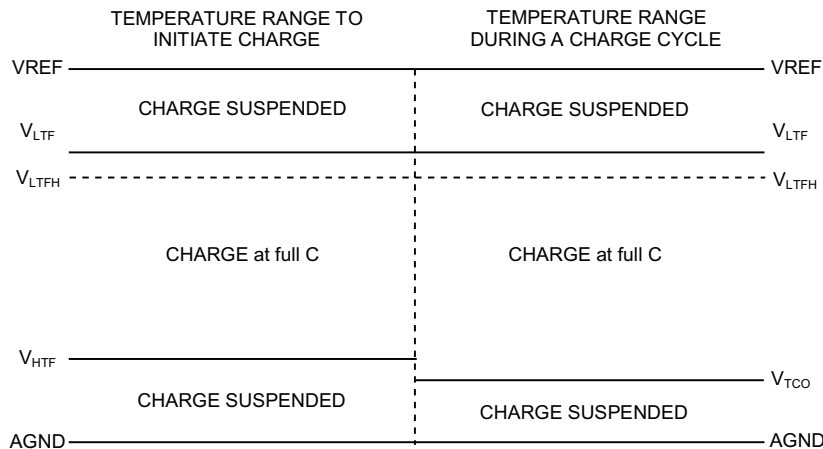 TEMPERATURE RANGE TO
INITIATE CHARGE
TEMPERATURE RANGE
DURING A CHARGE CYCLE
VREF
VREF
CHARGE SUSPENDED
CHARGE SUSPENDED
VLTF
VLTF
VLTFH
VLTFH
CHARGE at full C
CHARGE at full C
VHTF
VTCO
CHARGE SUSPENDED
CHARGE SUSPENDED
AGND
AGND